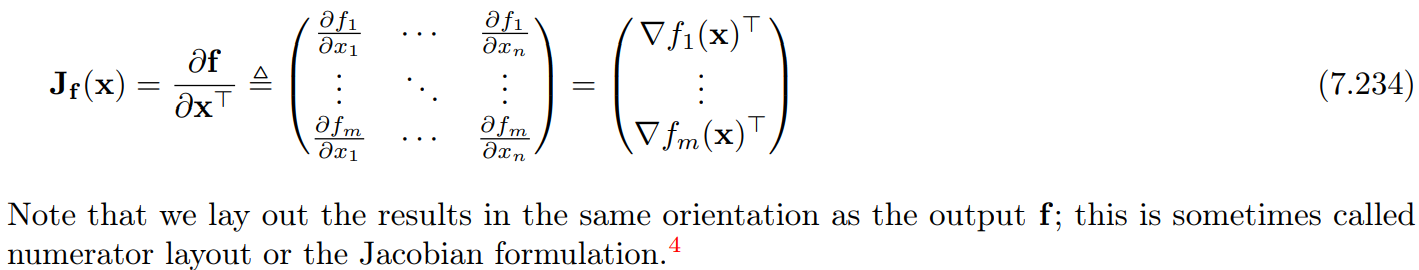 $\mathbf{J_f}(\mathbf{x}) = \frac{\partial \mathbf{f}}{\partial \mathbf{x}^\top} \triangleq \begin{pmatrix} \frac{\partial f_1}{\partial x_1} & \cdots & \frac{\partial f_1}{\partial x_n} \\ \vdots & \ddots & \vdots \\ \frac{\partial f_m}{\partial x_1} & \cdots & \frac{\partial f_m}{\partial x_n} \end{pmatrix} = \begin{pmatrix} \nabla f_1(\mathbf{x})^\top \\ \vdots \\ \nabla f_m(\mathbf{x})^\top \end{pmatrix}$ (7.234)
Note that we lay out the results in the same orientation as the output $\mathbf{f}$; this is sometimes called
numerator layout or the Jacobian formulation.$^4$